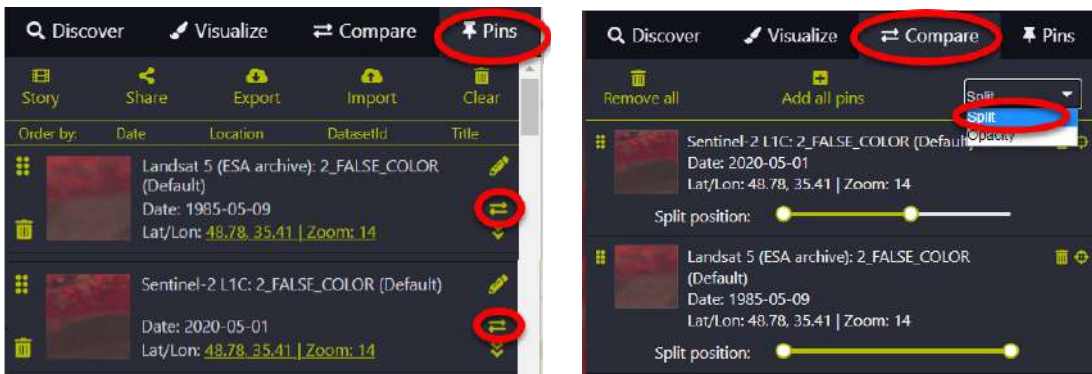 Discover Visualize Compare Pins
Story Share Export Import Clear
Order by: Date Location DatasetId Title
Landsat 5 (ESA archive): 2_FALSE_COLOR
(Default)
Date: 1985-05-09
Lat/Lon: 48.78, 35.41 | Zoom: 14
Sentinel-2 L1C: 2_FALSE_COLOR (Default)
Date: 2020-05-01
Lat/Lon: 48.78, 35.41 | Zoom: 14
Discover Visualize Compare Pins
Remove all Add all pins Split
Split
Opacity
Sentinel-2 L1C: 2_FALSE_COLOR (Default)
Date: 2020-05-01
Lat/Lon: 48.78, 35.41 | Zoom: 14
Split position:
Landsat 5 (ESA archive): 2_FALSE_COLOR
(Default)
Date: 1985-05-09
Lat/Lon: 48.78, 35.41 | Zoom: 14
Split position: